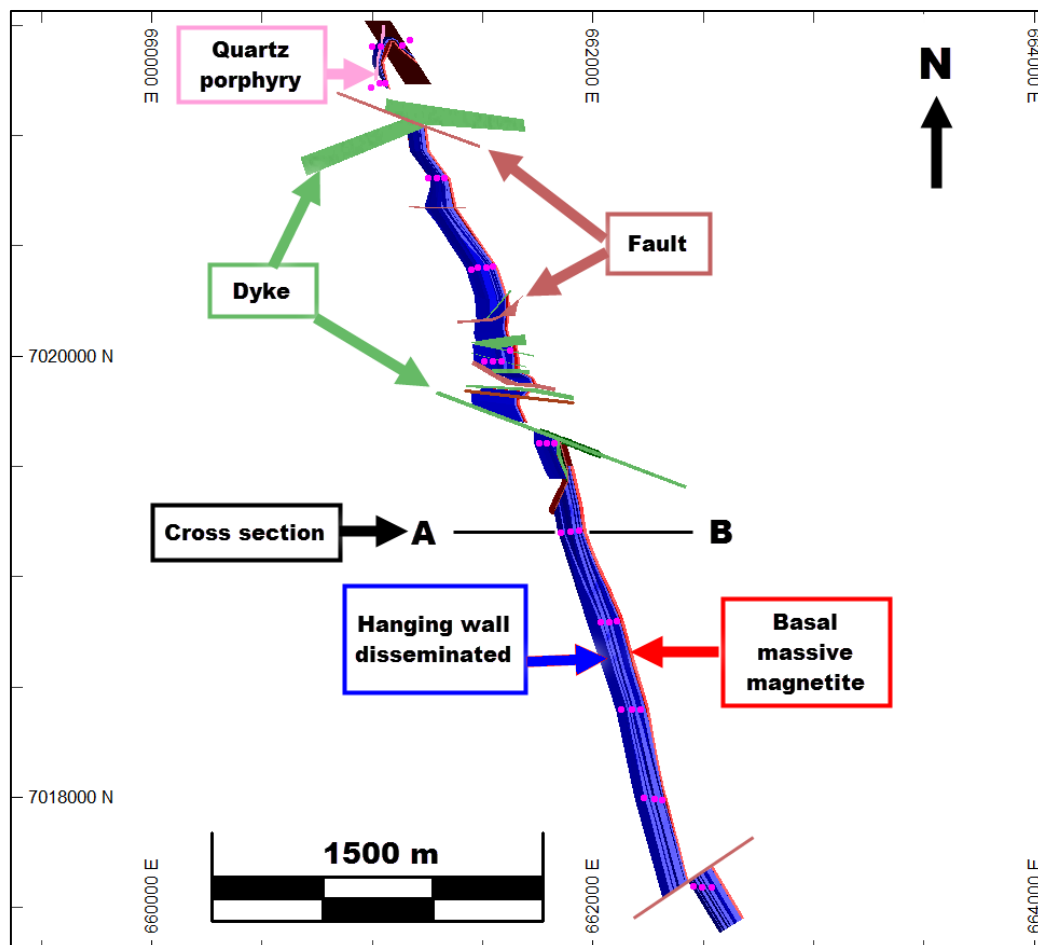 660000 E
662000 E
664000 E
Quartz
porphyry
N
Fault
Dyke
7020000 N
Cross section
A
B
Hanging wall
disseminated
Basal
massive
magnetite
7018000 N
1500 m
660000 E
662000 E
664000 E